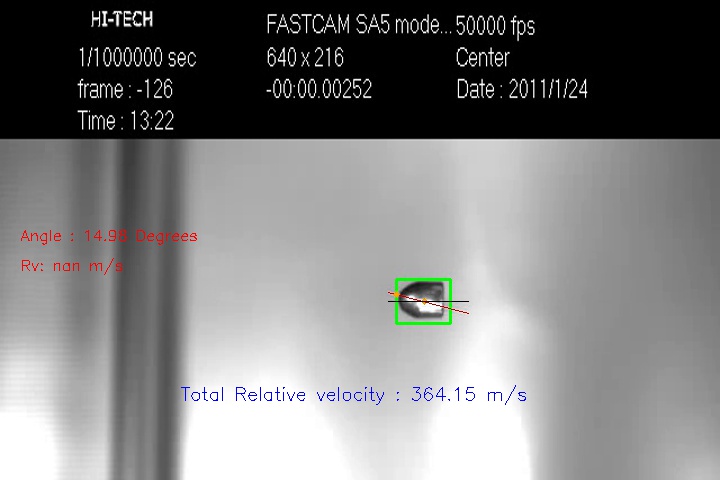 HI-TECH FASTCAM SA5 mode... 50000 fps
1/1000000 sec 640 x 216 Center
frame : -126 -00:00.00252 Date : 2011/1/24
Time : 13:22
Angle : 14.98 Degrees
Rv: nan m/s
Total Relative velocity : 364.15 m/s